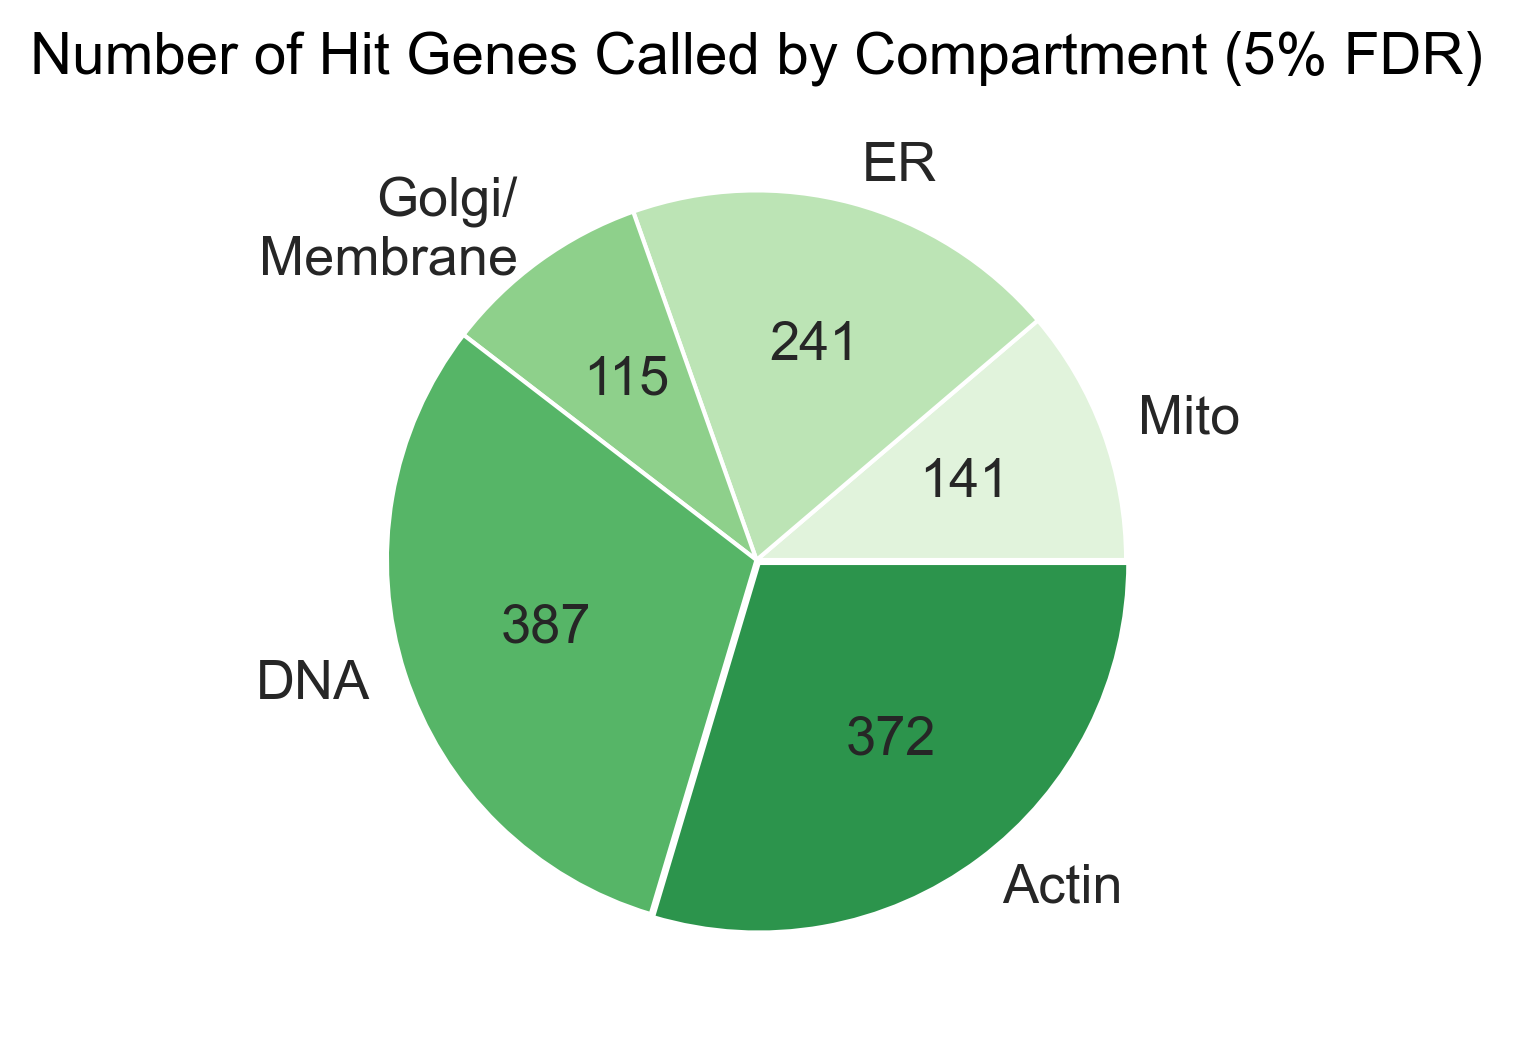 Number of Hit Genes Called by Compartment (5% FDR)
ER
Golgi/
Membrane
241
115
Mito
141
387
DNA
372
Actin